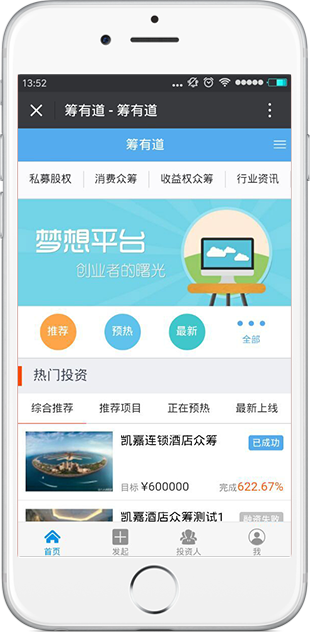 13:52
筹有道 - 筹有道
筹有道
私募股权 消费众筹 收益权众筹 行业资讯
梦想平台
创业者的曙光
推荐 预热 最新 全部
热门投资
综合推荐 推荐项目 正在预热 最新上线
凯嘉连锁酒店众筹 已成功
目标 ¥600000 完成622.67%
凯嘉酒店众筹测试1 融资失败
首页 发起 投资人 我